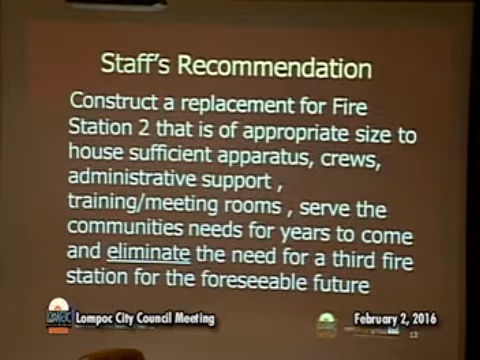 Staff's Recommendation
Construct a replacement for Fire
Station 2 that is of appropriate size to
house sufficient apparatus, crews,
administrative support ,
training/meeting rooms , serve the
communities needs for years to come
and eliminate the need for a third fire
station for the foreseeable future
Lompoc City Council Meeting
February 2, 2016
13